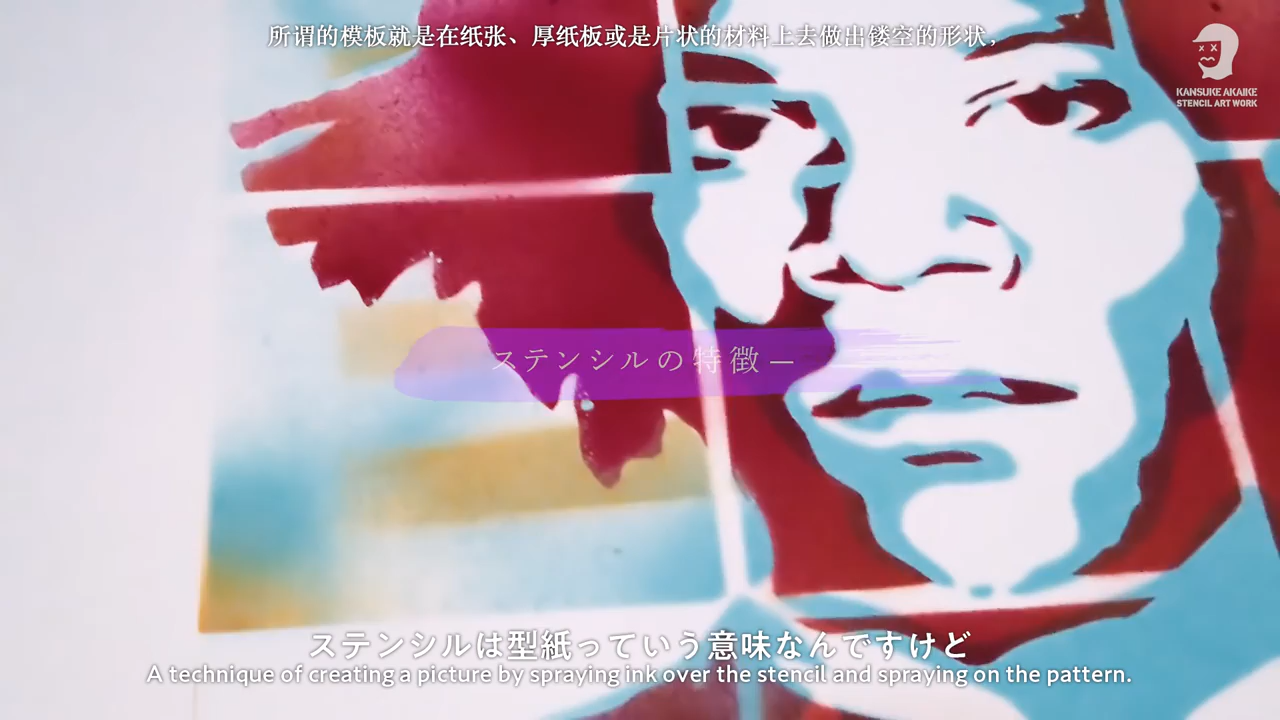 所谓的模板就是在纸张、厚纸板或是片状的材料上去做出镂空的形状，
KANSUKE AKAIKE
STENCIL ART WORK
ステンシルの特徴 ―
ステンシルは型紙っていう意味なんですけど
A technique of creating a picture by spraying ink over the stencil and spraying on the pattern.